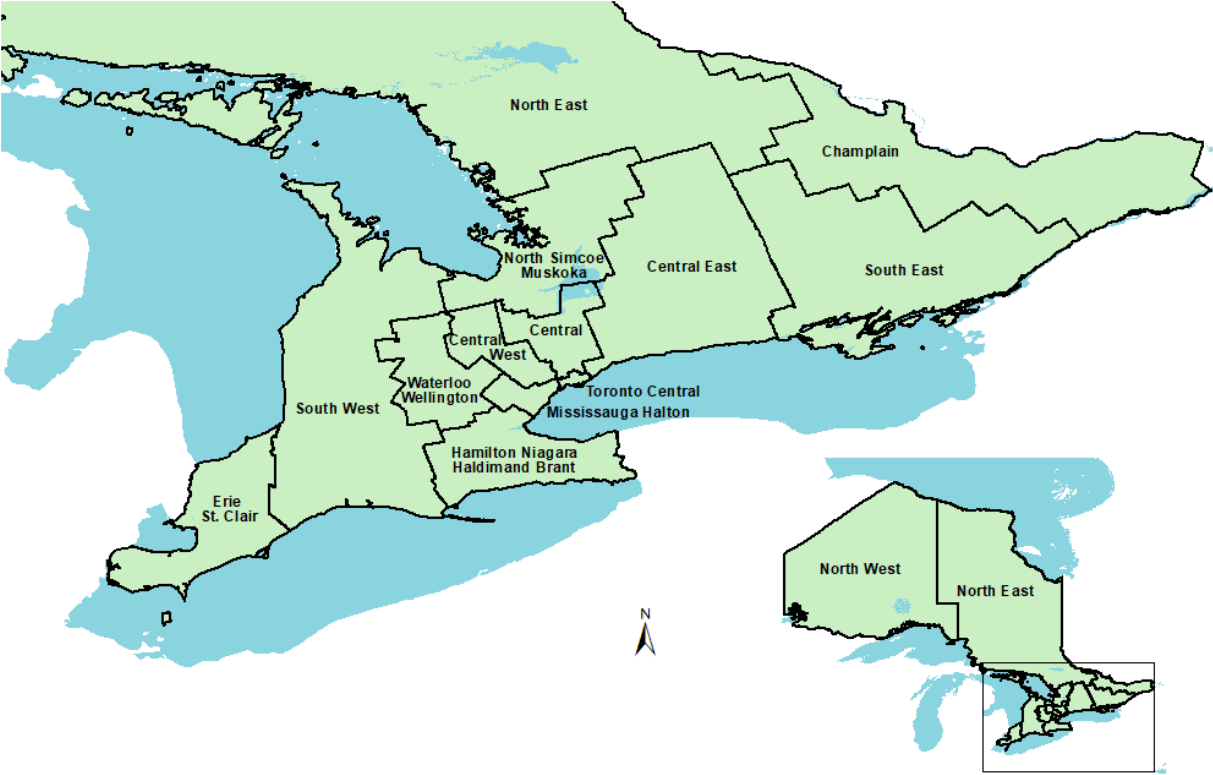 North East
Champlain
North Simcoe
Muskoka
Central East
South East
Central
Central
West
Waterloo
Wellington
Toronto Central
Mississauga Halton
South West
Hamilton Niagara
Haldimand Brant
Erie
St. Clair
North West
North East
N